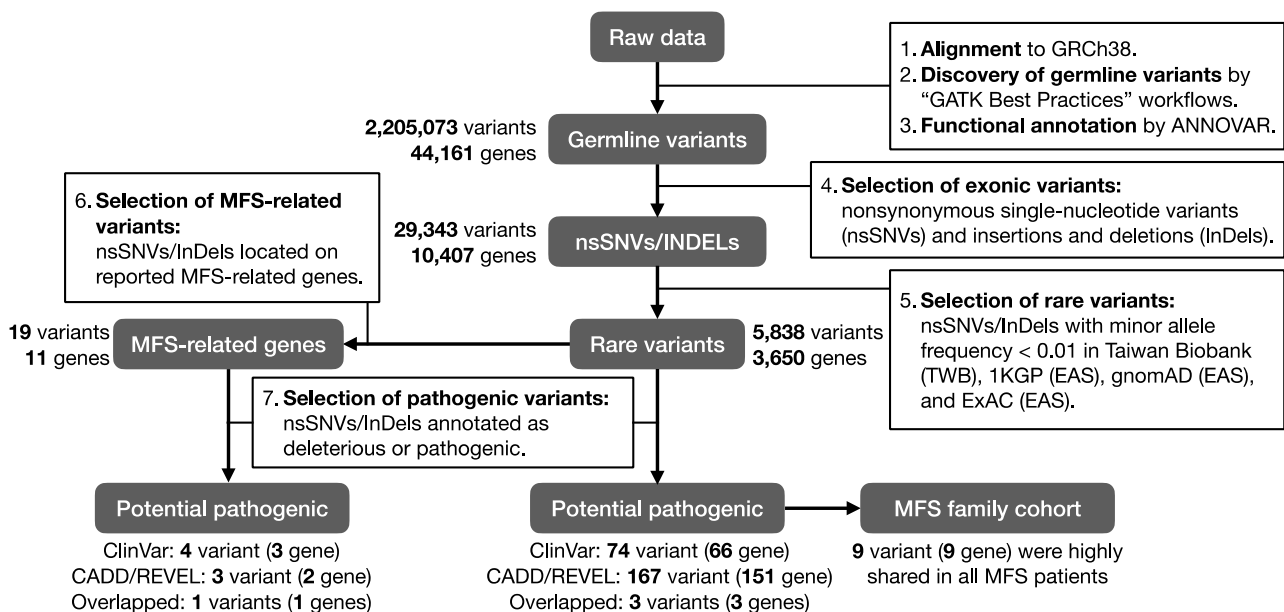 Raw data
1. Alignment to GRCh38.
2. Discovery of germline variants by
“GATK Best Practices” workflows.
3. Functional annotation by ANNOVAR.
2,205,073 variants
44,161 genes
Germline variants
4. Selection of exonic variants:
nonsynonymous single-nucleotide variants
(nsSNVs) and insertions and deletions (InDels).
6. Selection of MFS-related
variants:
nsSNVs/InDels located on
reported MFS-related genes.
29,343 variants
10,407 genes
nsSNVs/INDELs
5. Selection of rare variants:
nsSNVs/InDels with minor allele
frequency < 0.01 in Taiwan Biobank
(TWB), 1KGP (EAS), gnomAD (EAS),
and ExAC (EAS).
19 variants
11 genes
MFS-related genes
Rare variants
5,838 variants
3,650 genes
7. Selection of pathogenic variants:
nsSNVs/InDels annotated as
deleterious or pathogenic.
Potential pathogenic
ClinVar: 4 variant (3 gene)
CADD/REVEL: 3 variant (2 gene)
Overlapped: 1 variants (1 genes)
Potential pathogenic
ClinVar: 74 variant (66 gene)
CADD/REVEL: 167 variant (151 gene)
Overlapped: 3 variants (3 genes)
MFS family cohort
9 variant (9 gene) were highly
shared in all MFS patients